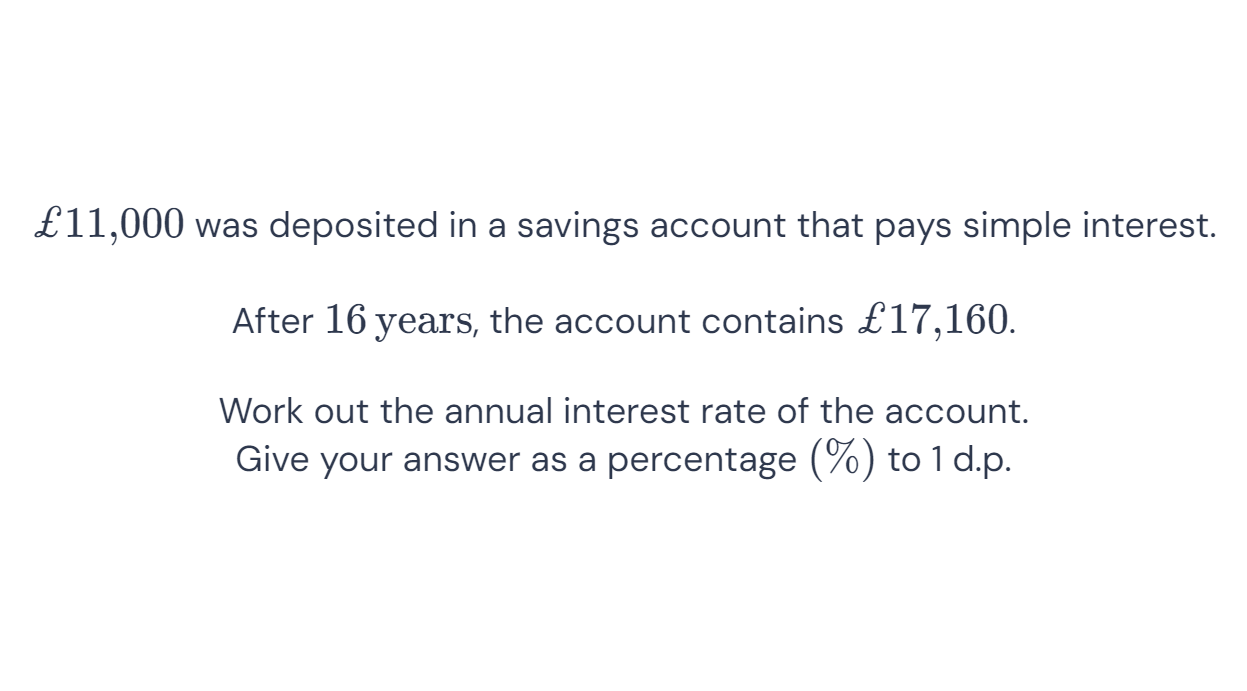 £11,000 was deposited in a savings account that pays simple interest.
After 16 years, the account contains £17,160.
Work out the annual interest rate of the account.
Give your answer as a percentage (%) to 1 d.p.